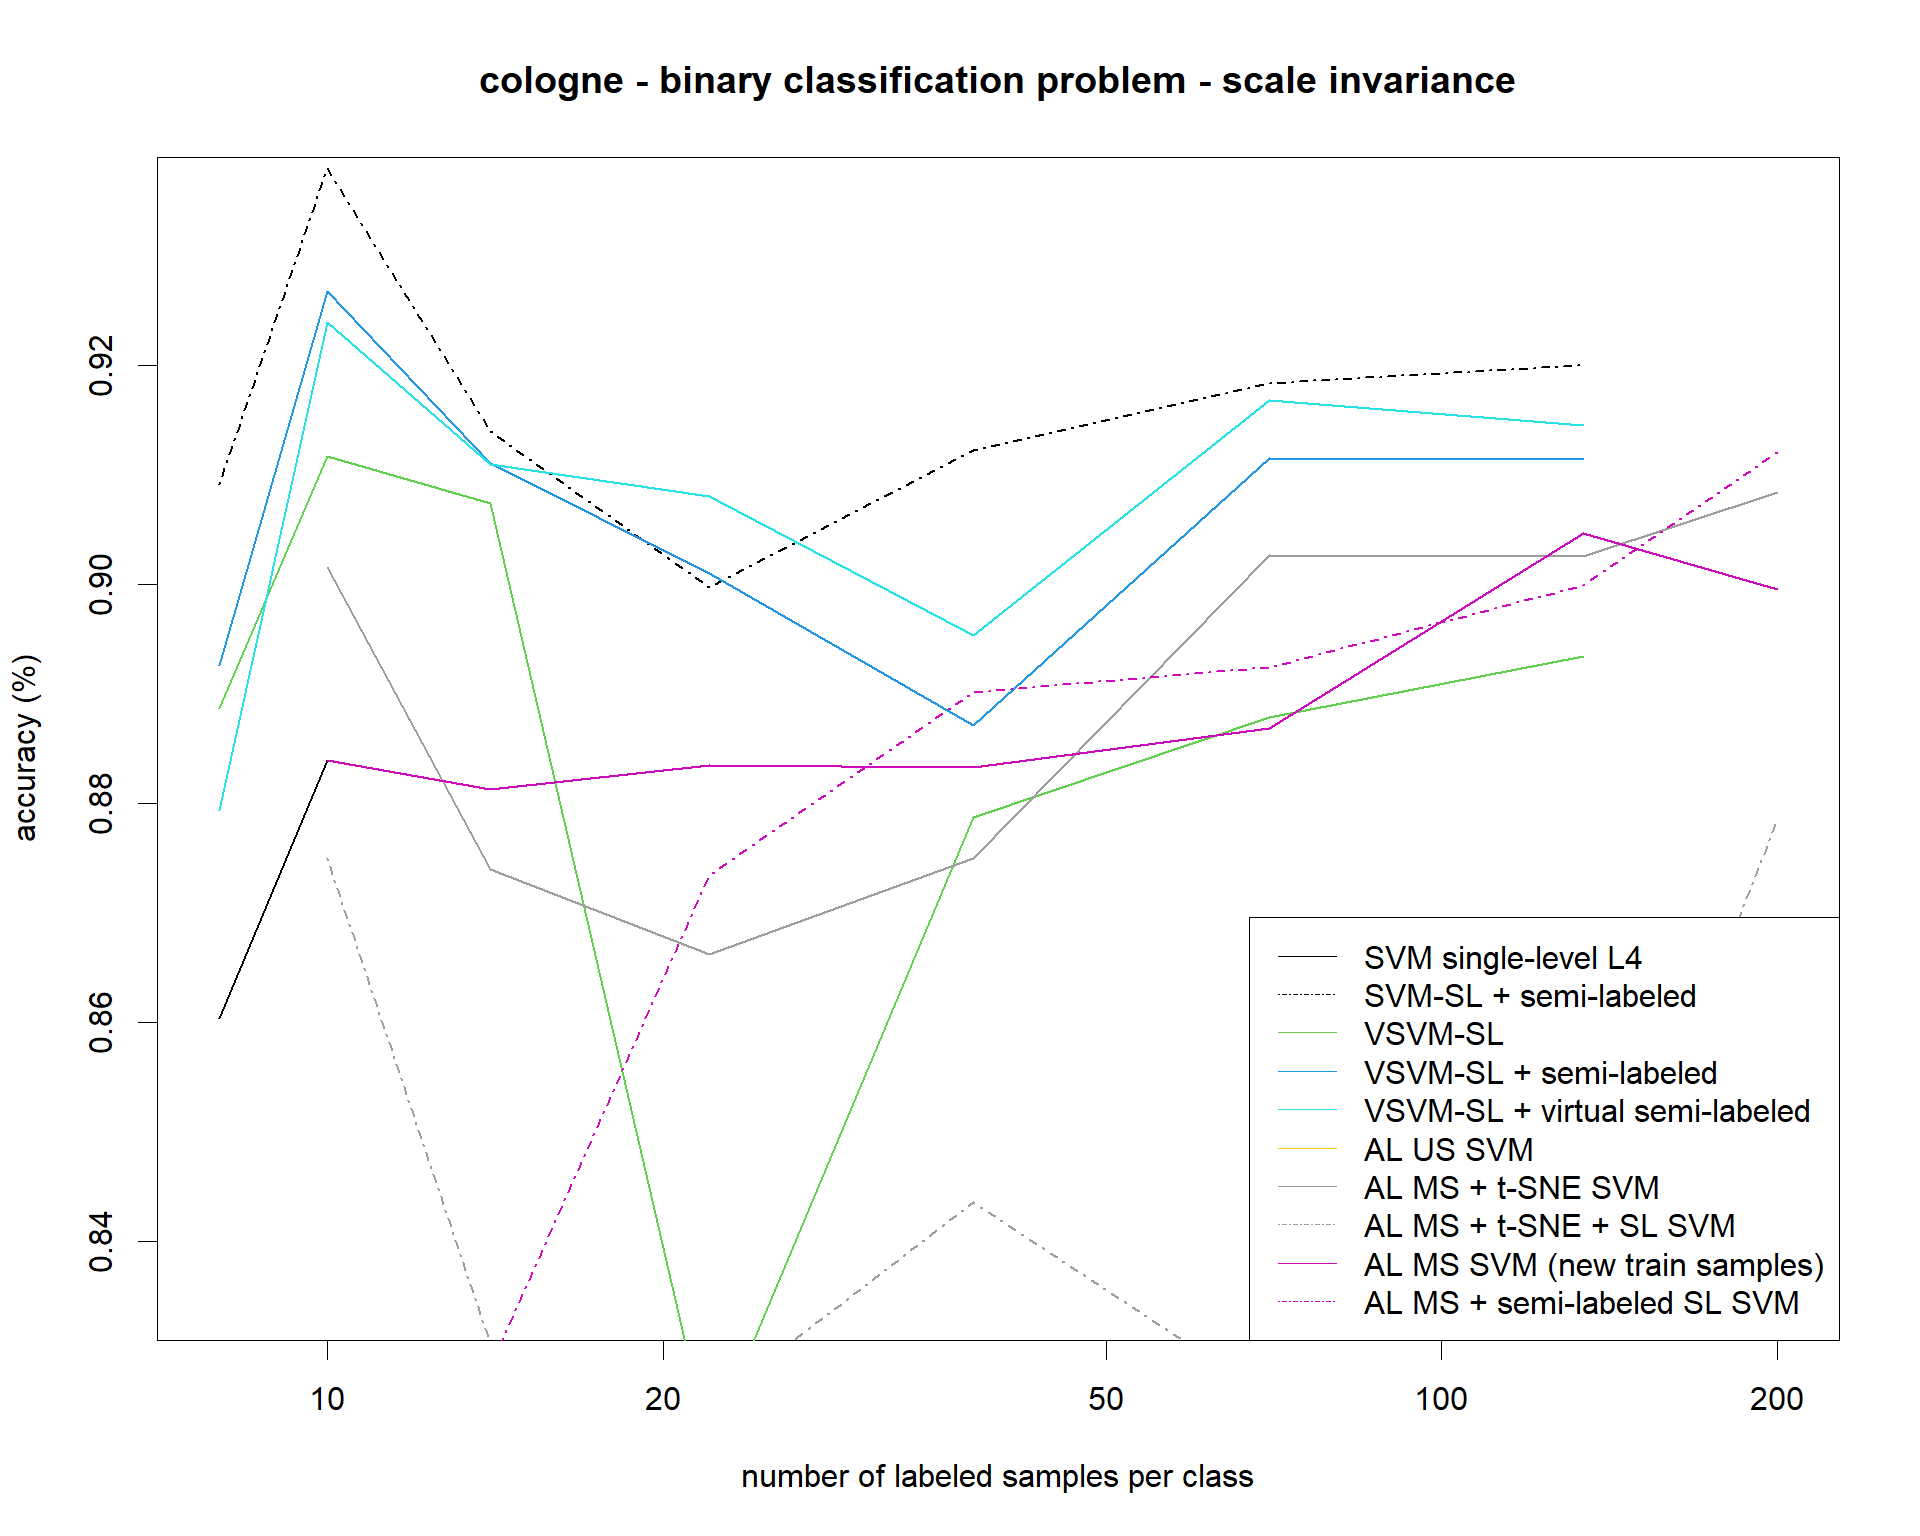 cologne - binary classification problem - scale invariance
accuracy (%)
0.92
0.90
0.88
0.86
0.84
SVM single-level L4
SVM-SL + semi-labeled
VSVM-SL
VSVM-SL + semi-labeled
VSVM-SL + virtual semi-labeled
AL US SVM
AL MS + t-SNE SVM
AL MS + t-SNE + SL SVM
AL MS SVM (new train samples)
AL MS + semi-labeled SL SVM
10 20 50 100 200
number of labeled samples per class